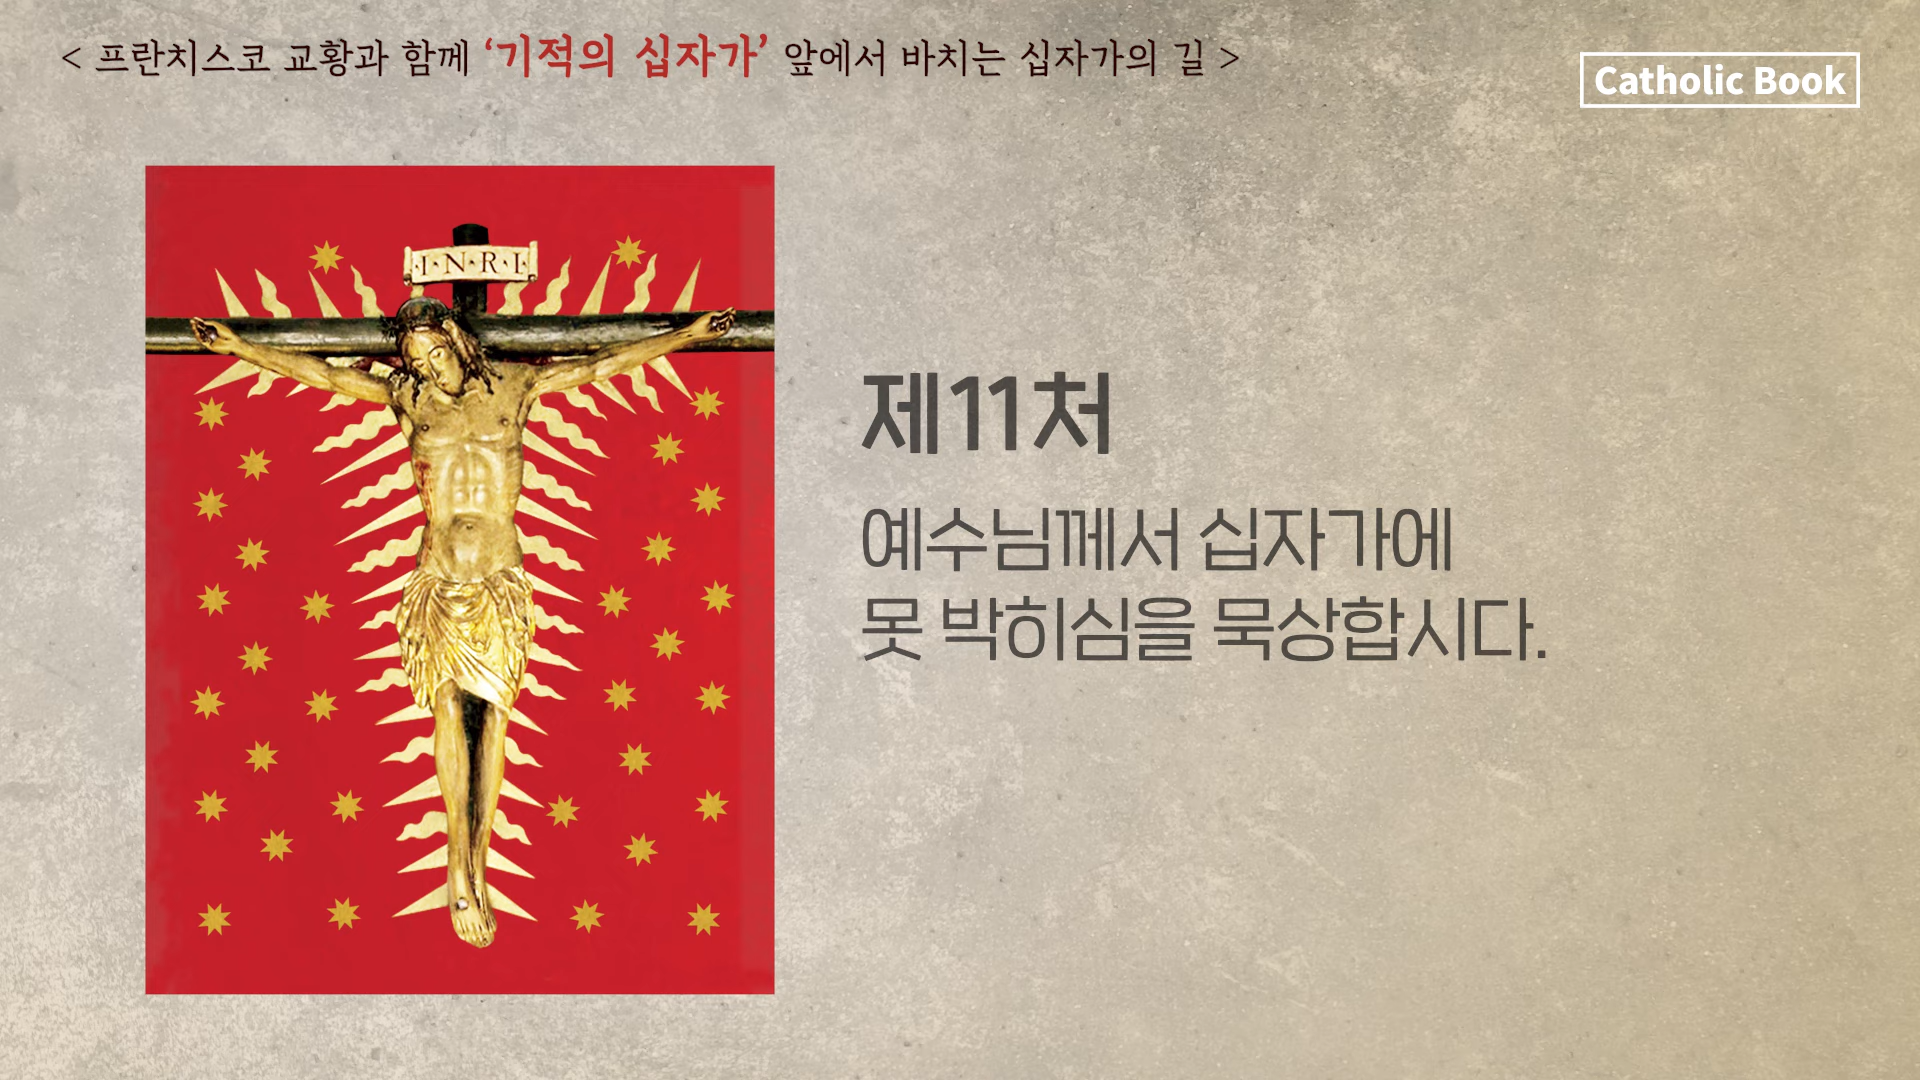 < 프란치스코 교황과 함께 ‘기적의 십자가’ 앞에서 바치는 십자가의 길 >
Catholic Book
·I·N·R·I·
제11처
예수님께서 십자가에
못 박히심을 묵상합시다.